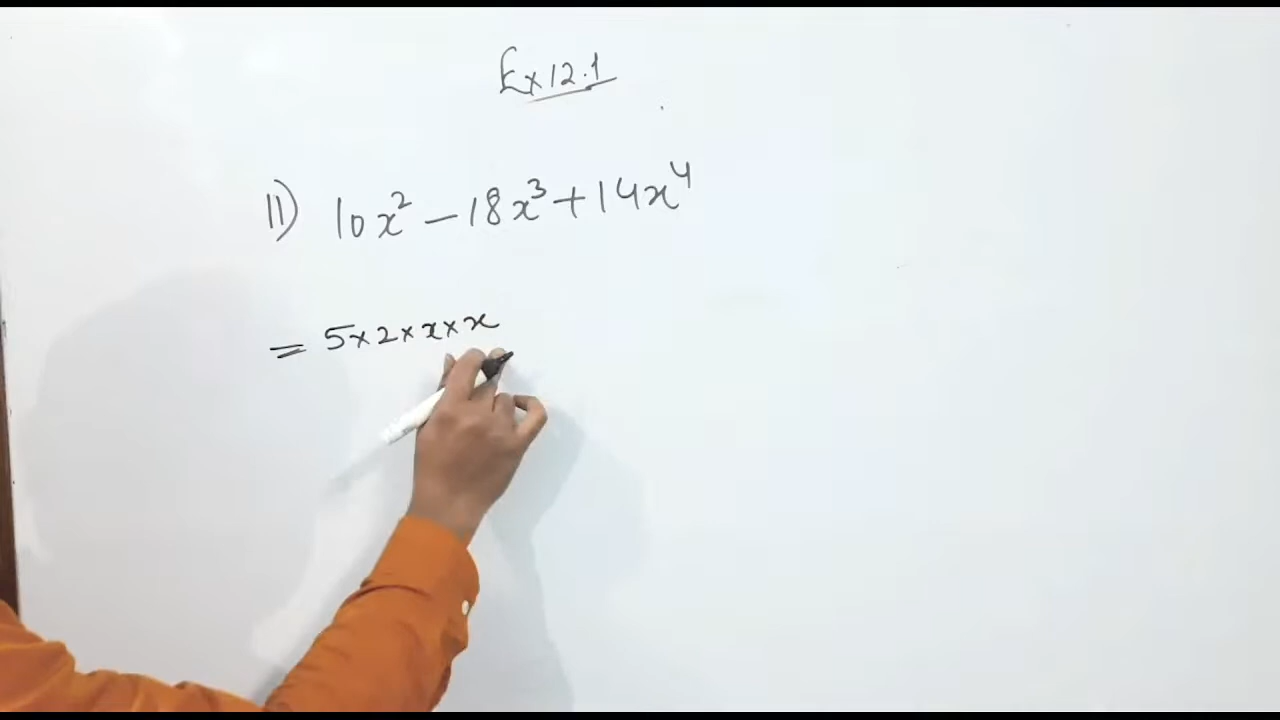 Ex 12.1
11) 10x² - 18x³ + 14x⁴
= 5 × 2 × x × x